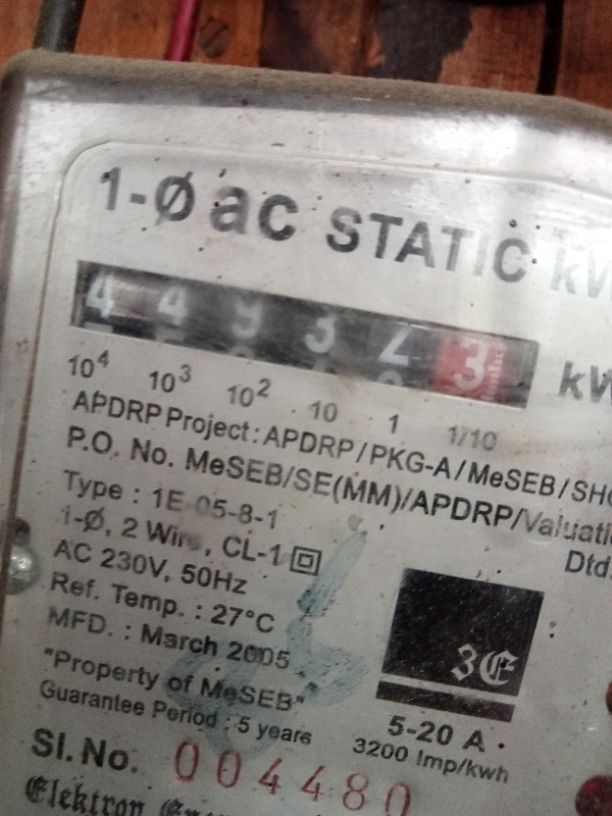 1-Ø ac STATIC
4 4 9 3 2 3
10⁴ 10³ 10² 10 1 1/10
APDRP Project : APDRP / PKG-A / MeSEB / SH
P.O. No. MeSEB/SE(MM)/APDRP/Valuati
Dtd.
Type : 1E-05-8-1
1-Ø, 2 Wire, CL-1
AC 230V, 50Hz
Ref. Temp. : 27°C
MFD. : March 2005
"Property of MeSEB"
Guarantee Period : 5 years
3E
5-20 A
3200 Imp/kwh
Sl. No. 004480
Elektron